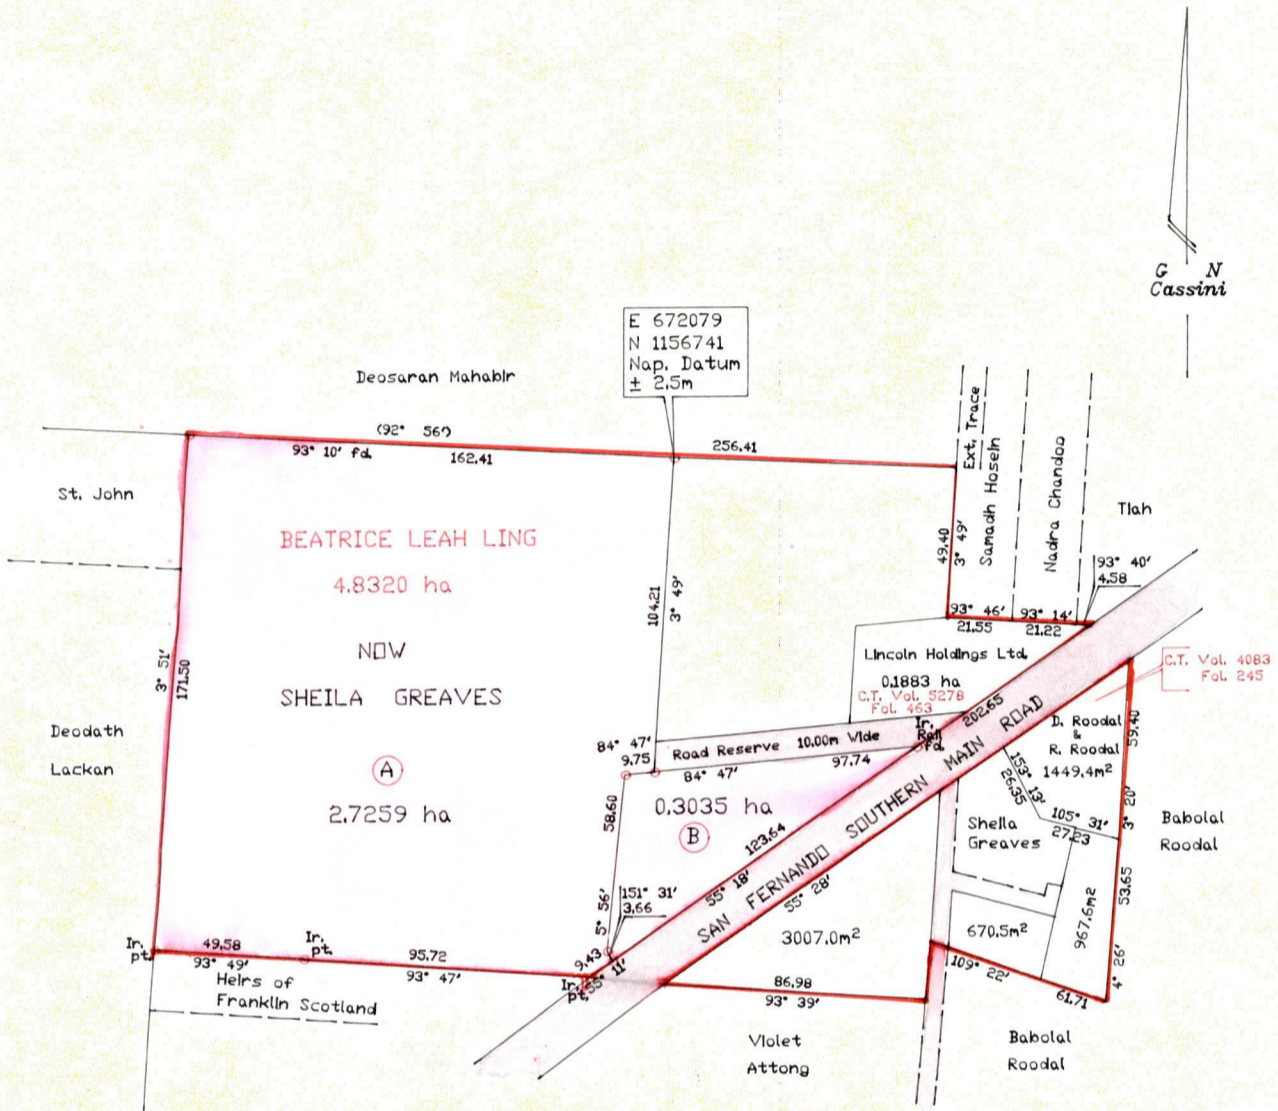 G N
Cassini
E 672079
N 1156741
Nap. Datum
± 2.5m
Deosaran Mahabir
(92° 56')
93° 10' fd.
162.41
256.41
St. John
BEATRICE LEAH LING
4.8320 ha
NOW
SHEILA GREAVES
A
2.7259 ha
3° 51'
171.50
Deodath
Lackan
104.21
3° 49'
49.40
3° 49'
Ext. Trace
Samadh Hosein
Nadra Chandoo
Tiah
93° 40'
4.58
93° 46'
21.55
93° 14'
21.22
Lincoln Holdings Ltd.
0.1883 ha
C.T. Vol. 5278
Fol. 463
C.T. Vol. 4083
Fol. 245
202.65
Ir.
Rail
fd.
84° 47'
9.75
Road Reserve 10.00m Wide
84° 47'
97.74
0.3035 ha
B
58.60
5° 56'
151° 31'
3.66
123.64
55° 18'
SAN FERNANDO SOUTHERN MAIN ROAD
55° 28'
D. Roodal
&
R. Roodal
1449.4m²
59.40
3° 20'
153° 13'
26.35
105° 31'
27.23
Sheila
Greaves
Babolal
Roodal
53.65
4° 26'
967.6m²
670.5m²
3007.0m²
109° 22'
61.71
Ir.
pt.
49.58
93° 49'
Ir.
pt.
95.72
93° 47'
9.43
55° 11'
Ir.
pt.
Heirs of
Franklin Scotland
86.98
93° 39'
Violet
Attong
Babolal
Roodal